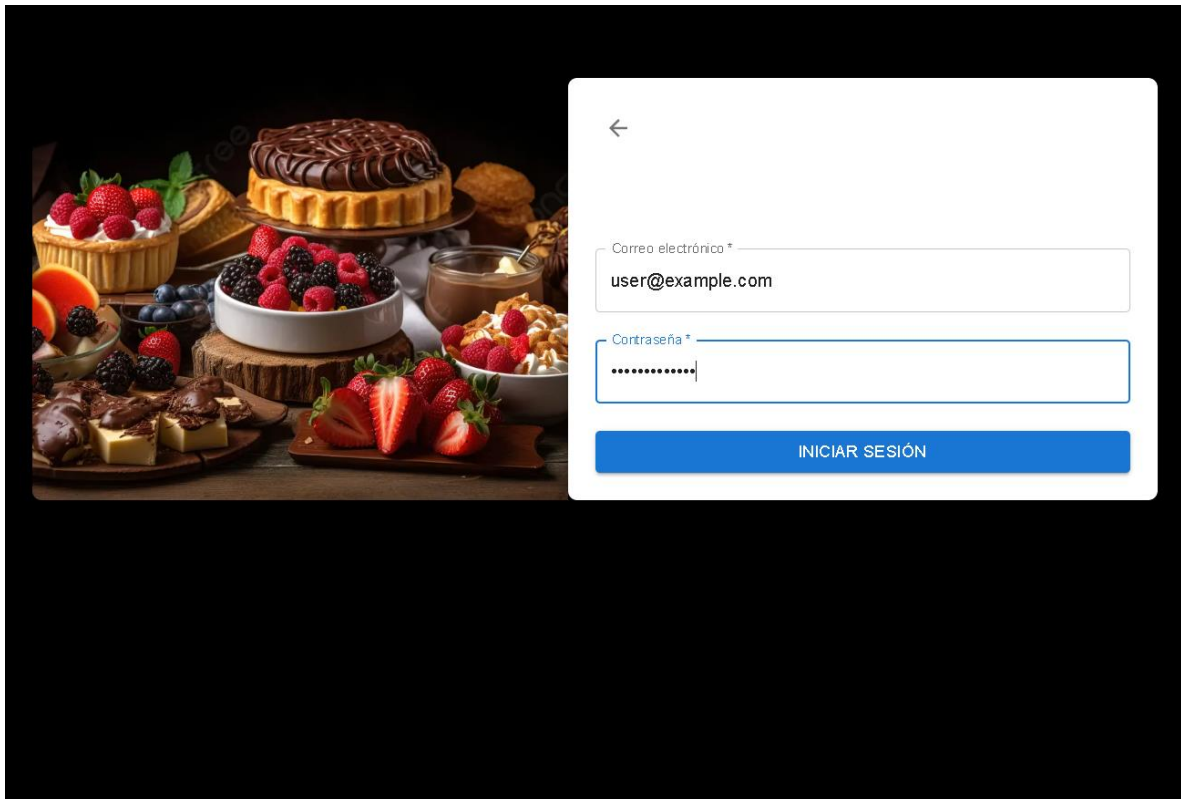 Correo electrónico *
user@example.com
Contraseña *
•••••••••••••
INICIAR SESIÓN